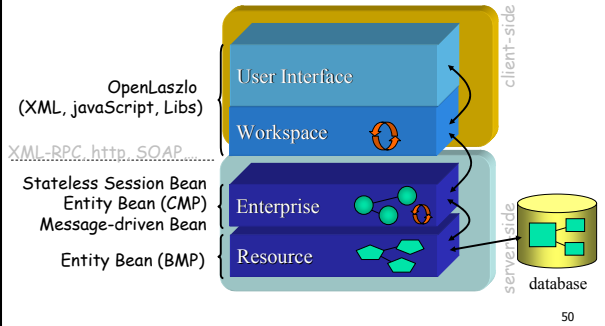 client-side
User Interface
OpenLaszlo
(XML, javaScript, Libs)
Workspace
XML-RPC, http, SOAP....
Stateless Session Bean
Entity Bean (CMP)
Message-driven Bean
Enterprise
Entity Bean (BMP)
Resource
server-side
database
50